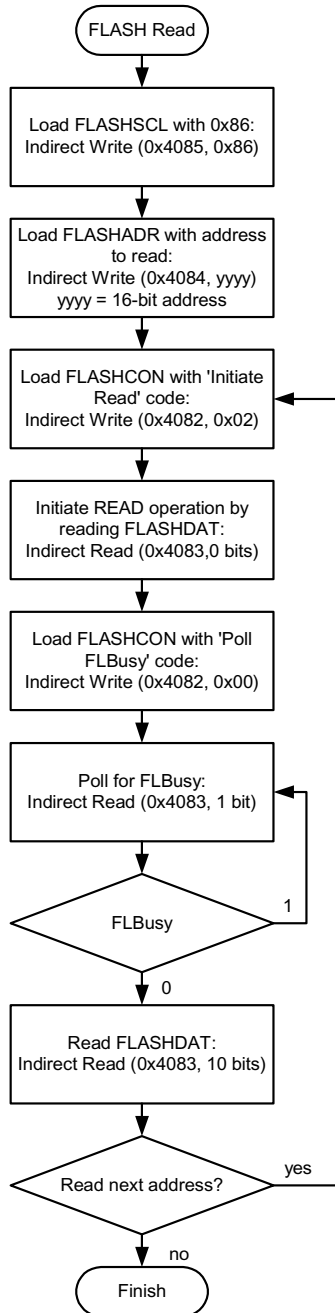 FLASH Read
Load FLASHSCL with 0x86:
Indirect Write (0x4085, 0x86)
Load FLASHADR with address
to read:
Indirect Write (0x4084, yyyy)
yyyy = 16-bit address
Load FLASHCON with 'Initiate
Read' code:
Indirect Write (0x4082, 0x02)
Initiate READ operation by
reading FLASHDAT:
Indirect Read (0x4083,0 bits)
Load FLASHCON with 'Poll
FLBusy' code:
Indirect Write (0x4082, 0x00)
Poll for FLBusy:
Indirect Read (0x4083, 1 bit)
FLBusy
1
0
Read FLASHDAT:
Indirect Read (0x4083, 10 bits)
Read next address?
yes
no
Finish